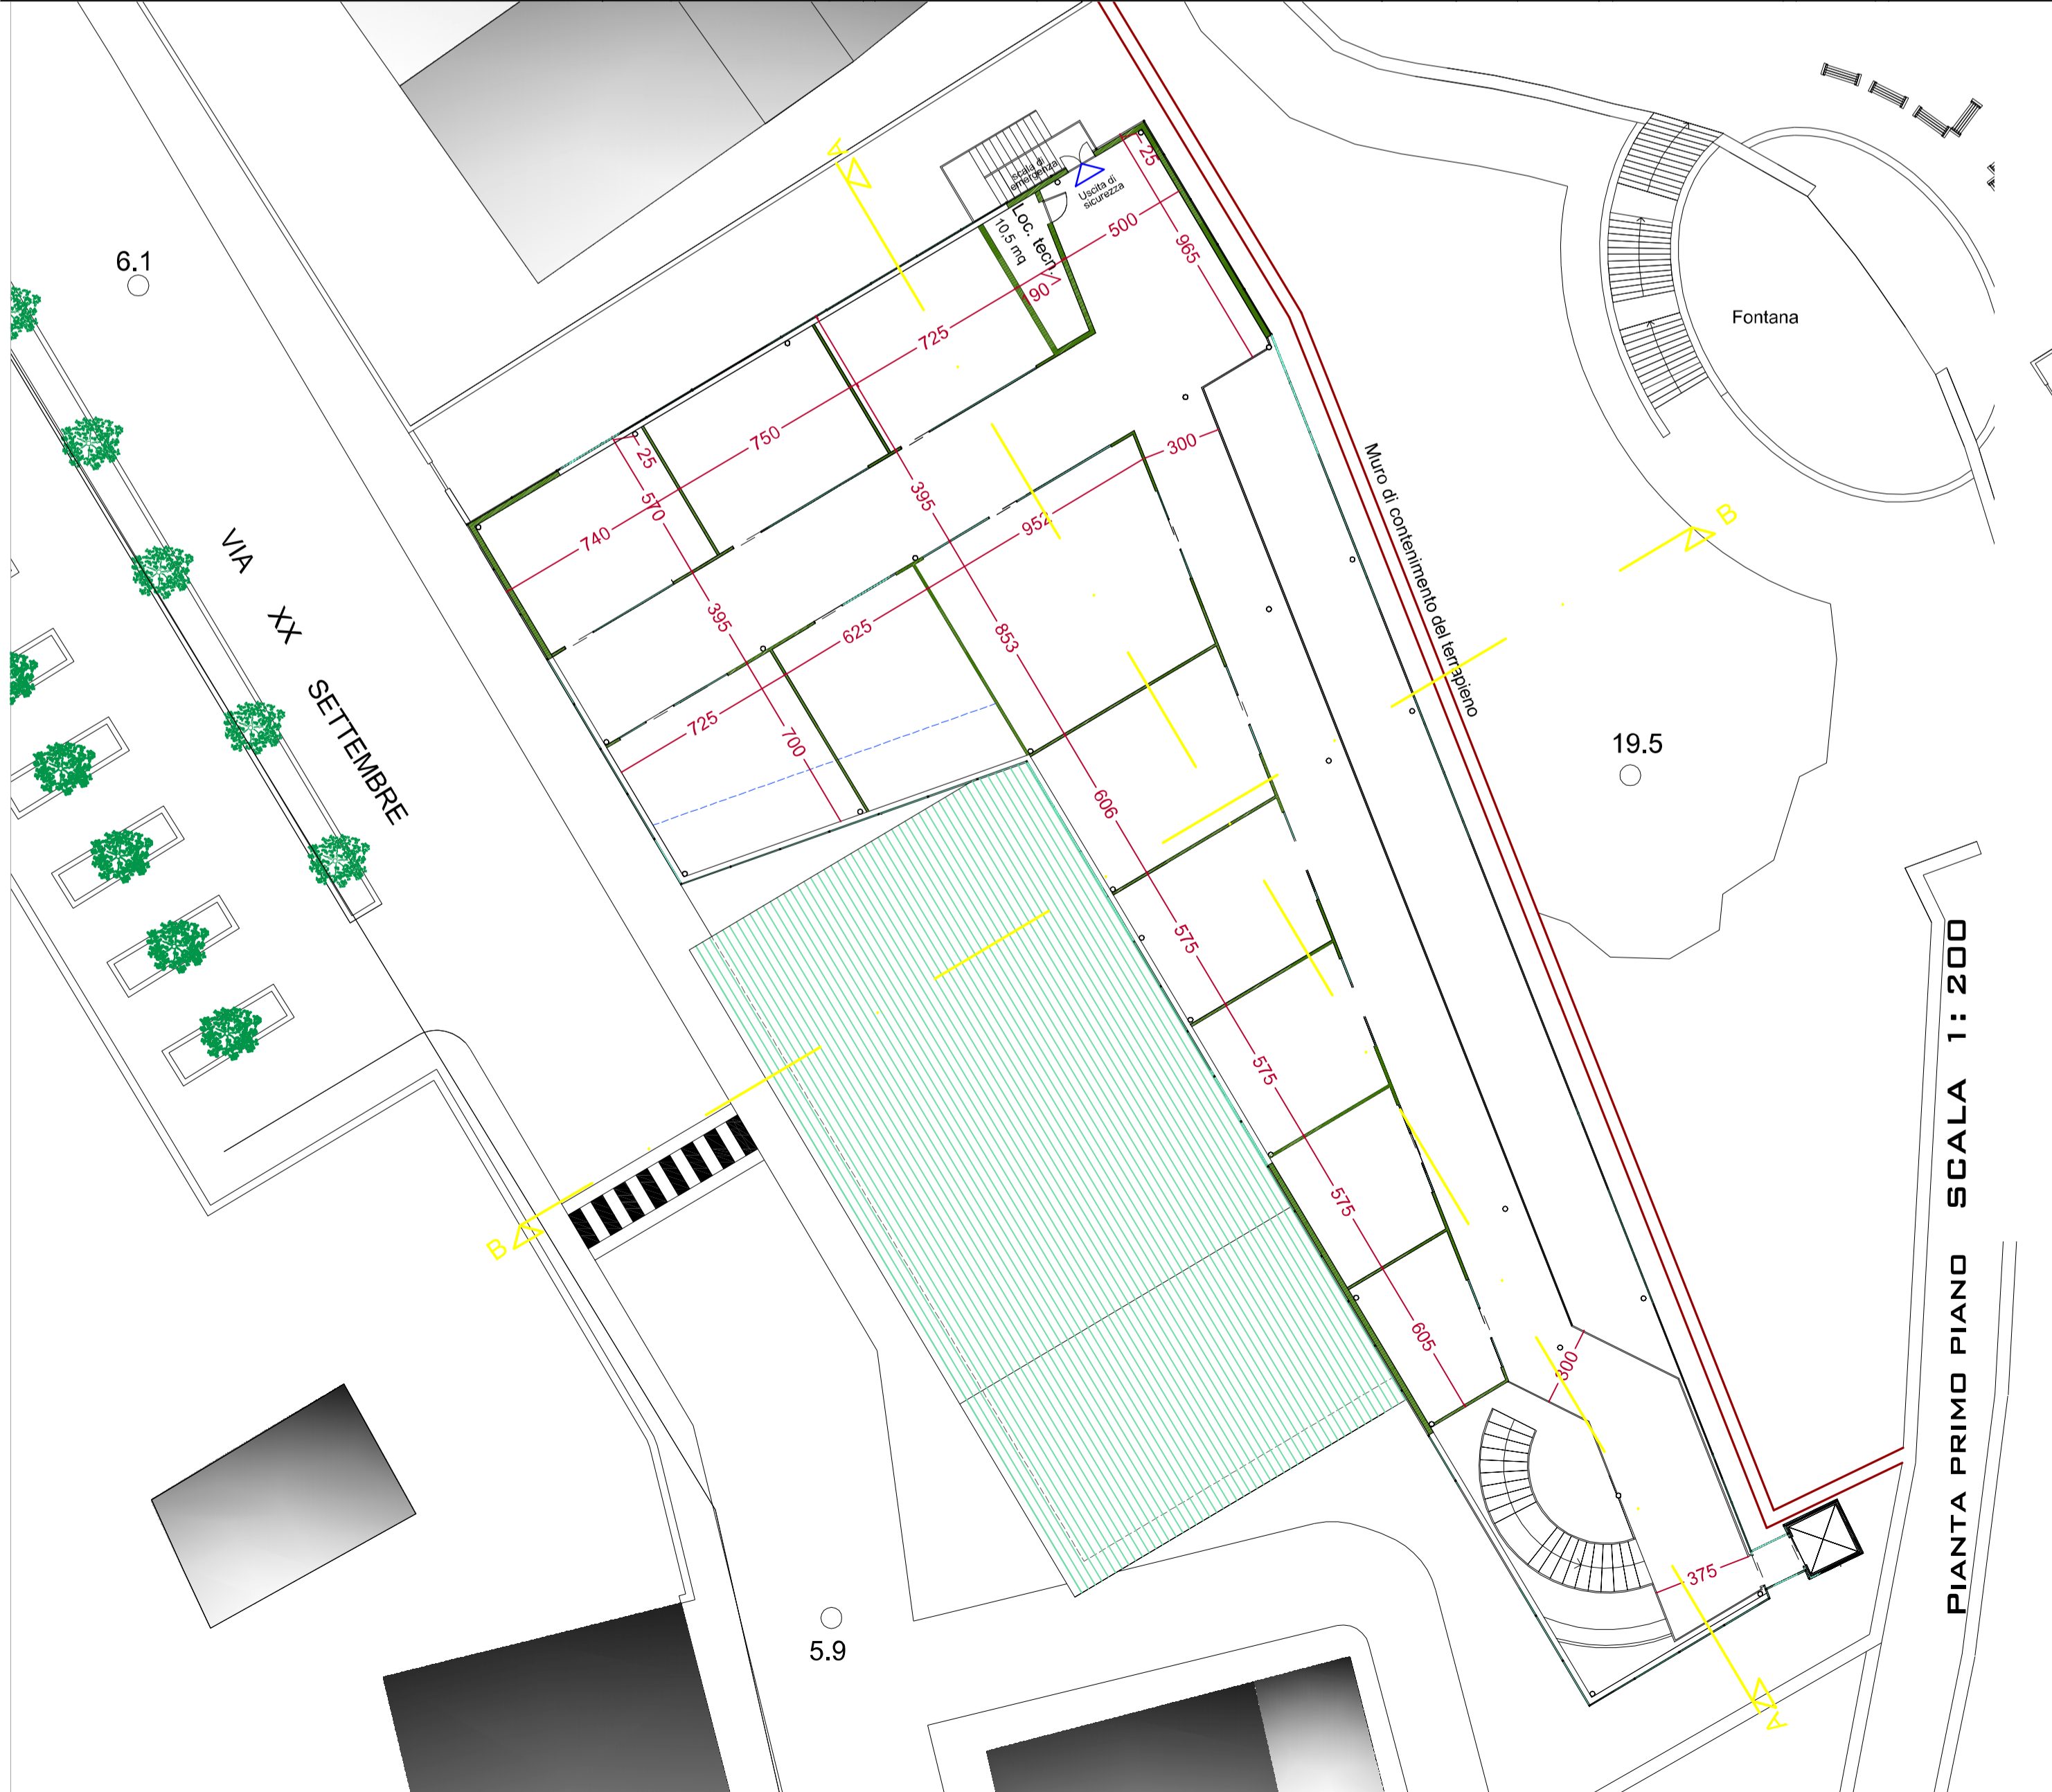 A
25
scala di
emergenza
Uscita di
sicurezza
Loc. tecn.
10,5 mq
500
965
190
6.1
725
Fontana
750
25
570
740
395
300
952
B
Muro di contenimento del terrapieno
VIA XX SETTEMBRE
395
625
853
725
700
19.5
606
575
575
575
B
605
300
375
5.9
A
PIANTA PRIMO PIANO SCALA 1: 200